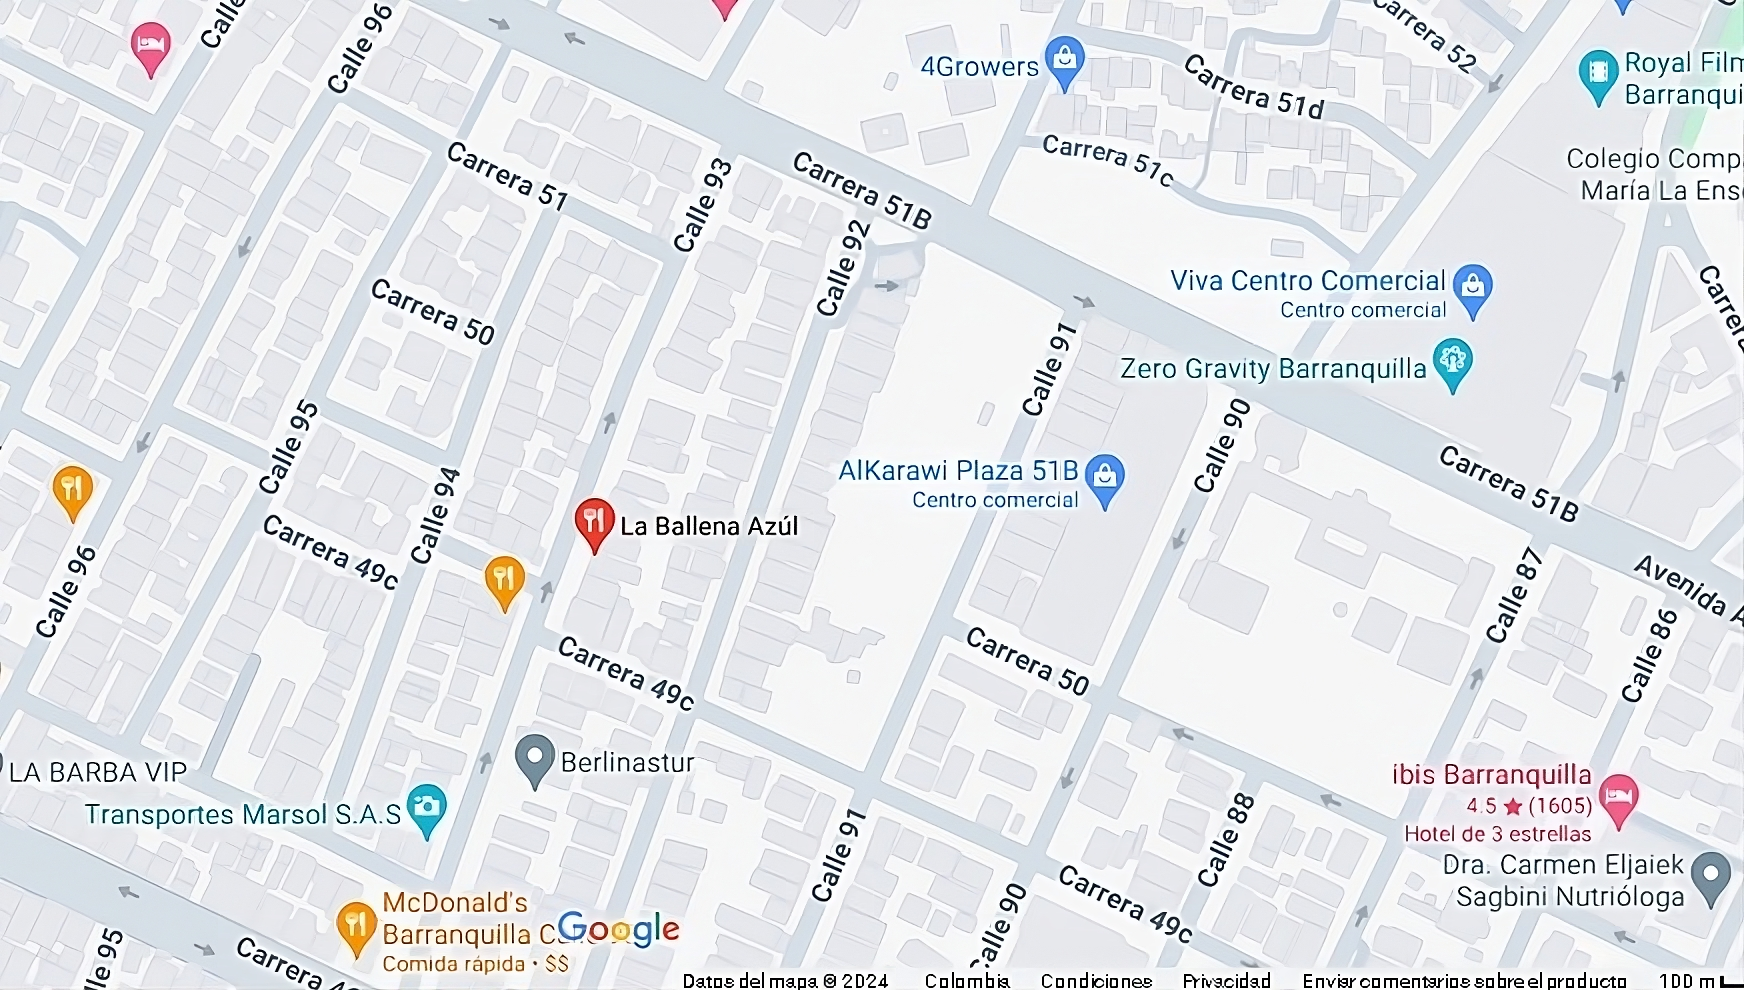 Calle 96
Carrera 52
Royal Film
Barranqui
4Growers
Carrera 51d
Carrera 51c
Colegio Comp
María La Ens
Carrera 51
Calle 93
Carrera 51B
Calle 92
Viva Centro Comercial
Centro comercial
Carrera 50
Zero Gravity Barranquilla
Calle 91
Calle 95
Calle 90
Calle 94
AlKarawi Plaza 51B
Centro comercial
Carrera 51B
La Ballena Azúl
Carrera 49c
Calle 96
Calle 87
Avenida A
Calle 86
Carrera 49c
Carrera 50
Berlinastur
LA BARBA VIP
Transportes Marsol S.A.S
ibis Barranquilla
4.5 ★ (1605)
Hotel de 3 estrellas
Calle 91
Calle 88
Dra. Carmen Eljaiek
Sagbini Nutrióloga
McDonald's
Barranquilla
Comida rápida · $$
Google
Carrera 49c
Calle 90
Datos del mapa © 2024 Colombia Condiciones Privacidad Enviar comentarios sobre el producto 100 m